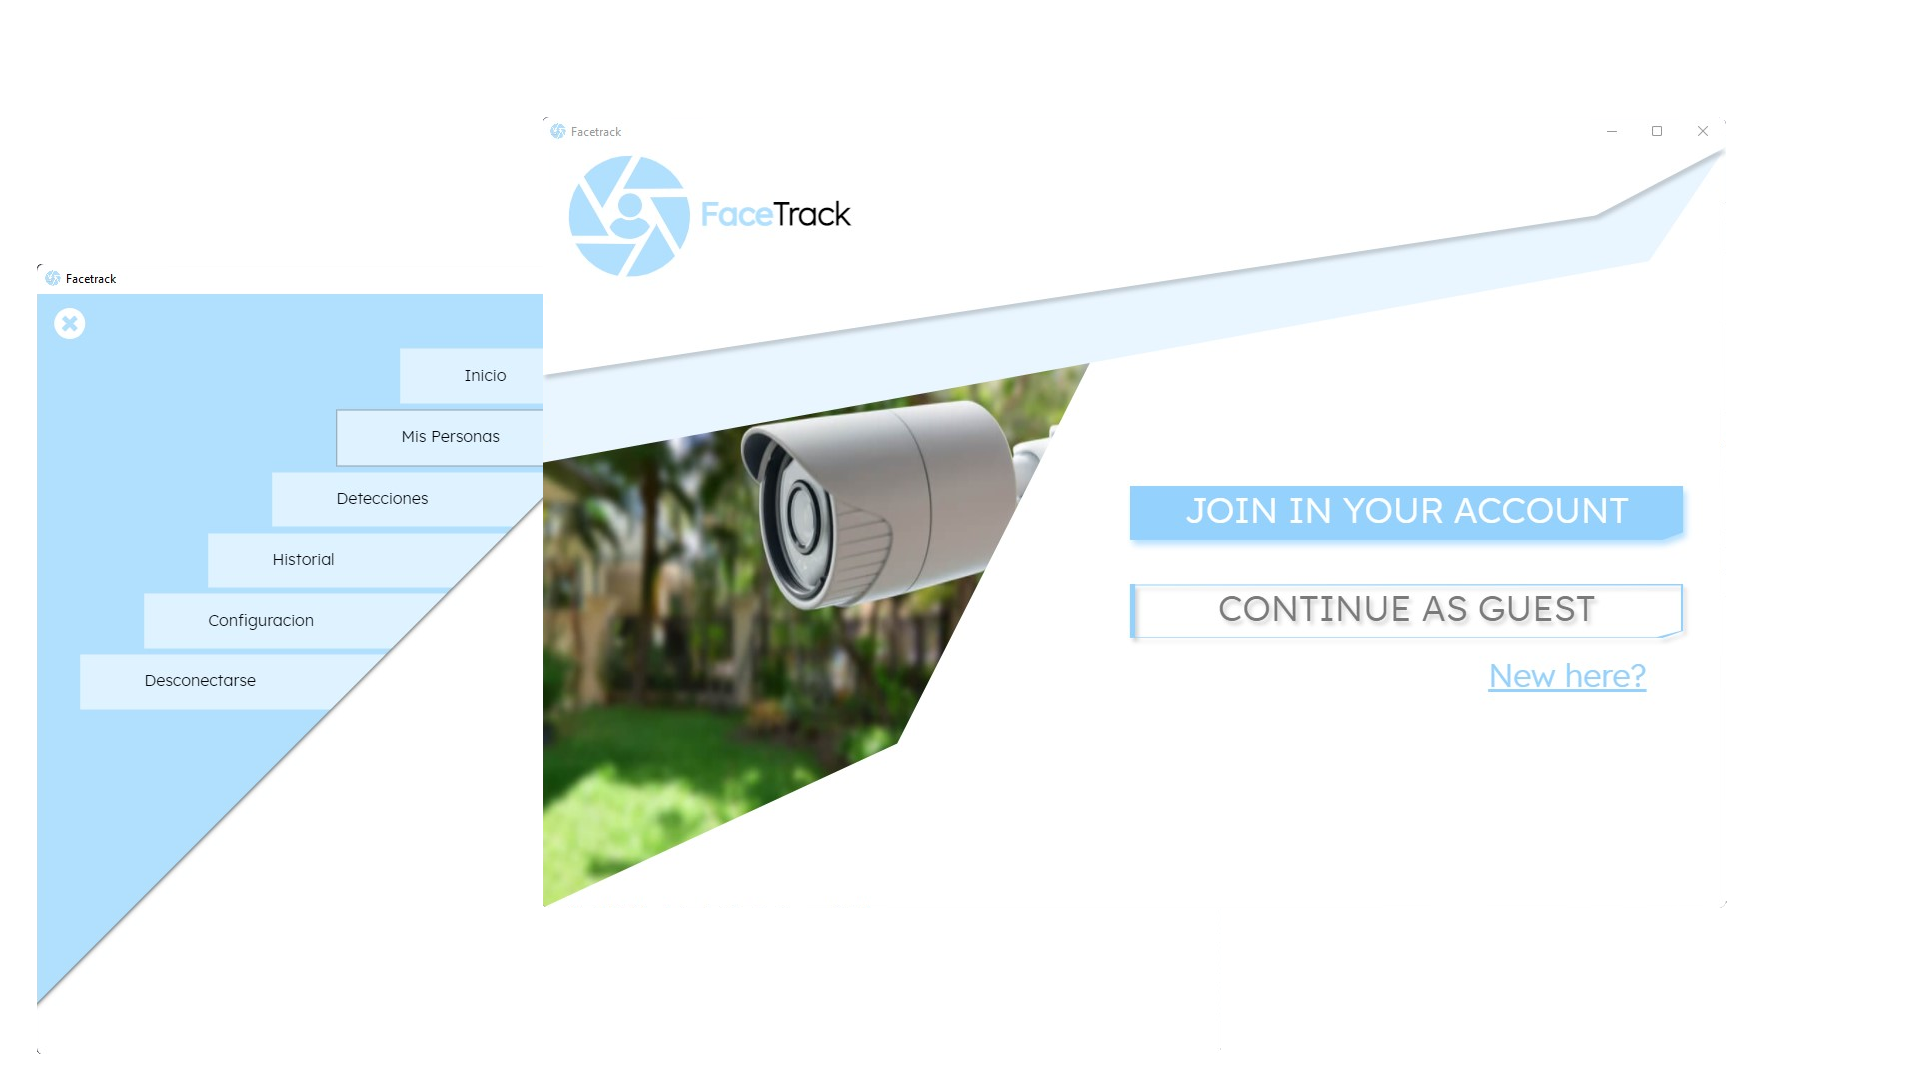 Facetrack
FaceTrack
Facetrack
Inicio
Mis Personas
Detecciones
Historial
Configuracion
Desconectarse
JOIN IN YOUR ACCOUNT
CONTINUE AS GUEST
New here?